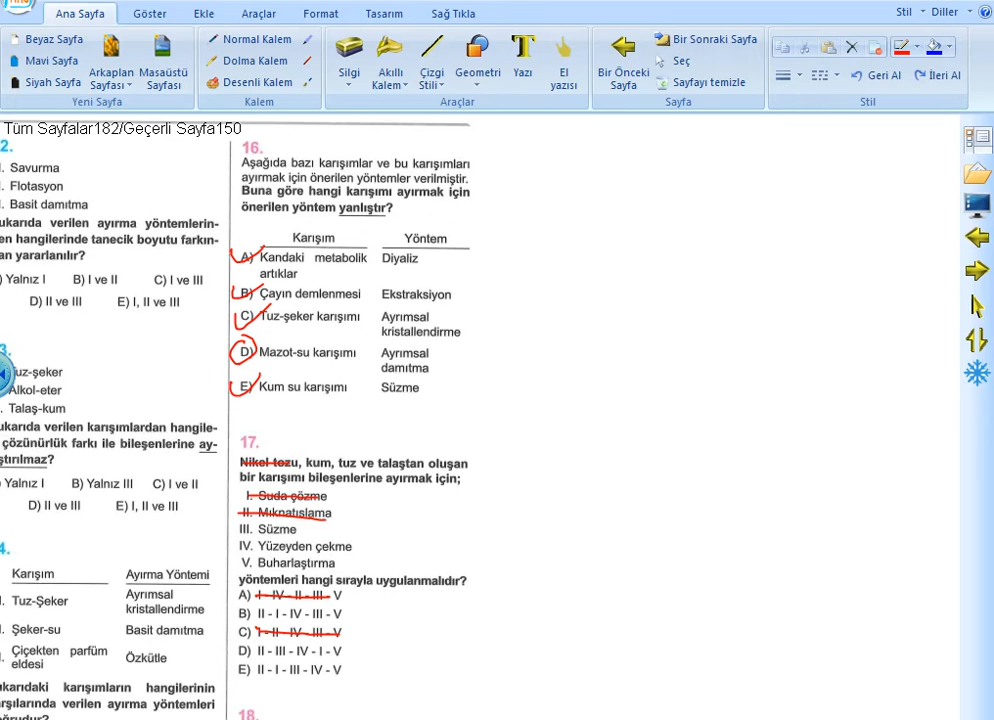 Ana Sayfa
Göster
Ekle
Araçlar
Format
Tasarım
Sağ Tıkla
Stil
Diller
Beyaz Sayfa
Mavi Sayfa
Siyah Sayfa
Arkaplan Sayfası
Masaüstü Sayfası
Yeni Sayfa
Normal Kalem
Dolma Kalem
Desenli Kalem
Kalem
Silgi
Akıllı Kalem
Çizgi Stili
Geometri
Yazı
El yazısı
Araçlar
Bir Önceki Sayfa
Bir Sonraki Sayfa
Seç
Sayfayı temizle
Sayfa
Geri Al
İleri Al
Stil
Tüm Sayfalar182/Geçerli Sayfa150
2.
I. Savurma
I. Flotasyon
I. Basit damıtma
ukarıda verilen ayırma yöntemlerin-
en hangilerinde tanecik boyutu farkın-
an yararlanılır?
) Yalnız I B) I ve II C) I ve III
D) II ve III E) I, II ve III
3.
uz-şeker
Alkol-eter
. Talaş-kum
ukarıda verilen karışımlardan hangile-
çözünürlük farkı ile bileşenlerine ay-
ştırılmaz?
Yalnız I B) Yalnız III C) I ve II
D) II ve III E) I, II ve III
4.
Karışım Ayırma Yöntemi
I. Tuz-Şeker Ayrımsal
kristallendirme
I. Şeker-su Basit damıtma
I. Çiçekten parfüm
eldesi Özkütle
ukarıdaki karışımların hangilerinin
arşılarında verilen ayırma yöntemleri
oğrudur?
16.
Aşağıda bazı karışımlar ve bu karışımları
ayırmak için önerilen yöntemler verilmiştir.
Buna göre hangi karışımı ayırmak için
önerilen yöntem yanlıştır?
Karışım Yöntem
A) Kandaki metabolik Diyaliz
artıklar
B) Çayın demlenmesi Ekstraksiyon
C) Tuz-şeker karışımı Ayrımsal
kristallendirme
D) Mazot-su karışımı Ayrımsal
damıtma
E) Kum su karışımı Süzme
17.
Nikel tozu, kum, tuz ve talaştan oluşan
bir karışımı bileşenlerine ayırmak için;
I. Suda çözme
II. Mıknatıslama
III. Süzme
IV. Yüzeyden çekme
V. Buharlaştırma
yöntemleri hangi sırayla uygulanmalıdır?
A) I - IV - II - III - V
B) II - I - IV - III - V
C) I - II - IV - III - V
D) II - III - IV - I - V
E) II - I - III - IV - V
18.